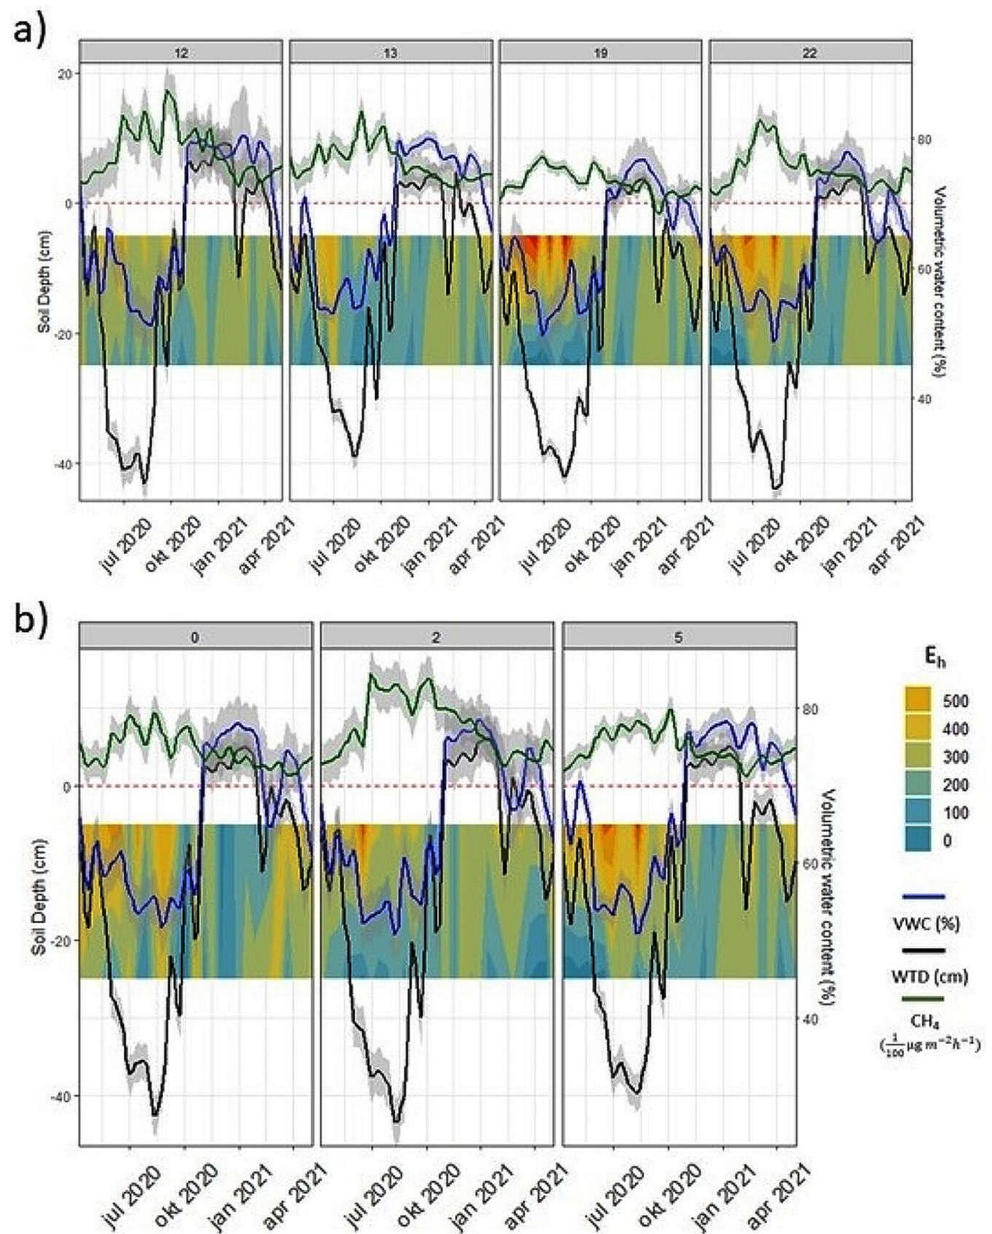 a)
12 13 19 22
20
0
-20
-40
Soil Depth (cm)
80
60
40
Volumetric water content (%)
jul 2020 okt 2020 jan 2021 apr 2021 jul 2020 okt 2020 jan 2021 apr 2021 jul 2020 okt 2020 jan 2021 apr 2021 jul 2020 okt 2020 jan 2021 apr 2021
b)
0 2 5
0
-20
-40
Soil Depth (cm)
80
60
40
Volumetric water content (%)
jul 2020 okt 2020 jan 2021 apr 2021 jul 2020 okt 2020 jan 2021 apr 2021 jul 2020 okt 2020 jan 2021 apr 2021
Eh
500
400
300
200
100
0
VWC (%)
WTD (cm)
CH₄
(1/100 μg m⁻²h⁻¹)